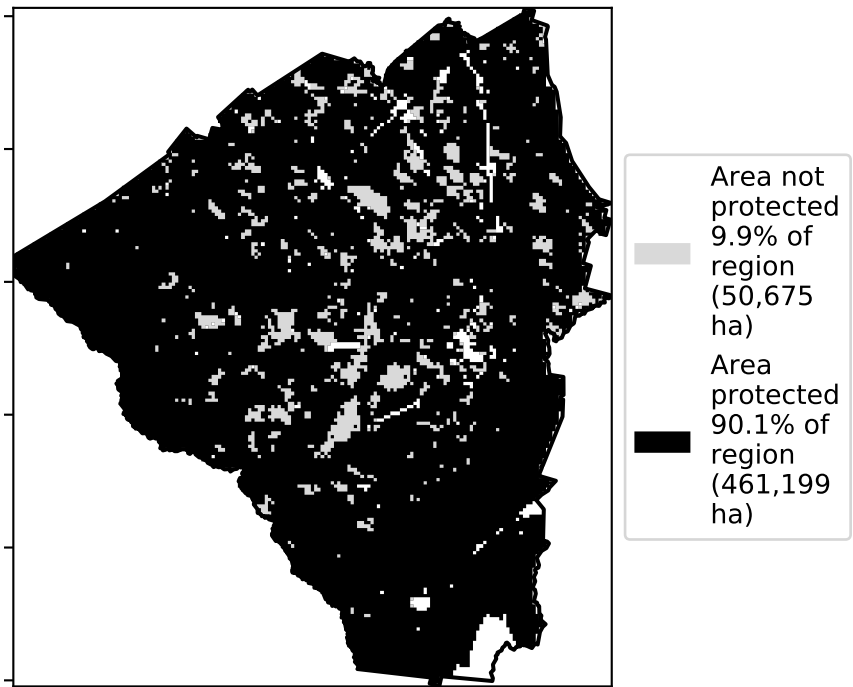 Area not
protected
9.9% of
region
(50,675
ha)
Area
protected
90.1% of
region
(461,199
ha)